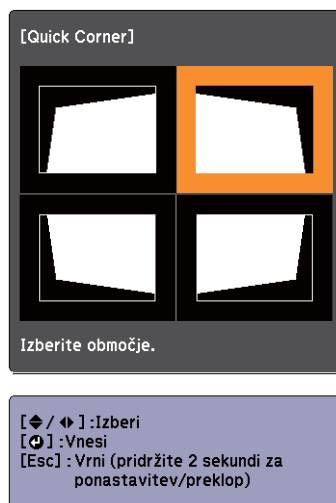 [Quick Corner]
Izberite območje.
[◆/◆] :Izberi
[↵] :Vnesi
[Esc] : Vrni (pridržite 2 sekundi za
ponastavitev/preklop)